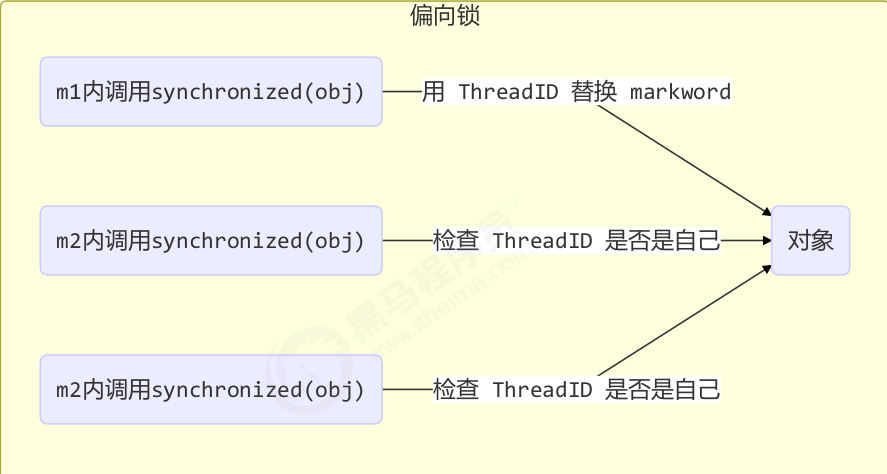 偏向锁
m1内调用synchronized(obj)
用 ThreadID 替换 markword
m2内调用synchronized(obj)
检查 ThreadID 是否是自己
对象
m2内调用synchronized(obj)
检查 ThreadID 是否是自己
黑马程序员™
www.itheima.com